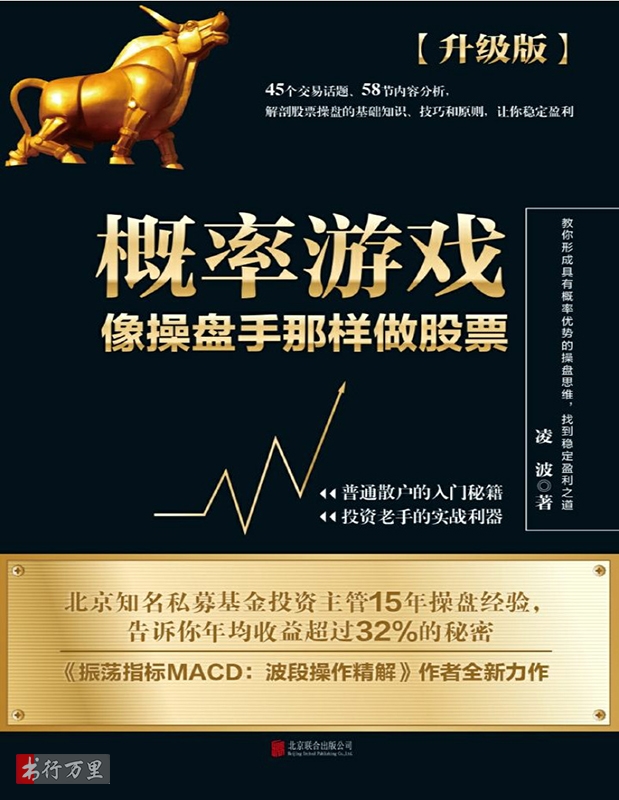 【升级版】
45个交易话题、58节内容分析，
解剖股票操盘的基础知识、技巧和原则，让你稳定盈利
概率游戏
像操盘手那样做股票
教你形成具有概率优势的操盘思维，找到稳定盈利之道
凌波◎著
普通散户的入门秘籍
投资老手的实战利器
北京知名私募基金投资主管15年操盘经验，
告诉你年均收益超过32%的秘密
《振荡指标MACD：波段操作精解》作者全新力作
北京联合出版公司
Beijing United Publishing Co.,Ltd.
书行万里